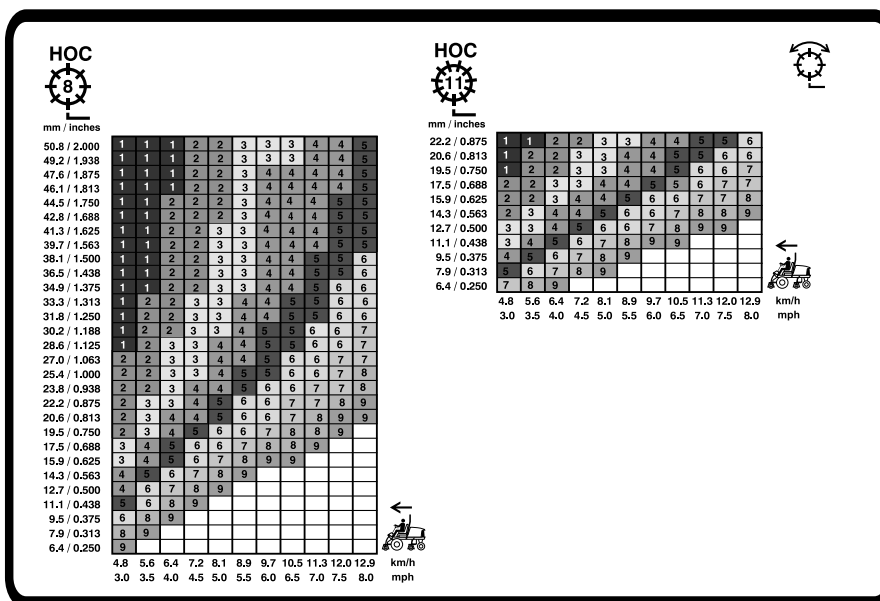 HOC
8
mm / inches
50.8 / 2.000 1 1 1 2 2 3 3 3 4 4 5
49.2 / 1.938 1 1 1 2 2 3 3 3 4 4 5
47.6 / 1.875 1 1 1 2 2 3 4 4 4 4 5
46.1 / 1.813 1 1 1 2 2 3 4 4 4 4 5
44.5 / 1.750 1 1 2 2 2 3 4 4 4 5 5
42.8 / 1.688 1 1 2 2 2 3 4 4 4 5 5
41.3 / 1.625 1 1 2 2 3 3 4 4 4 5 5
39.7 / 1.563 1 1 2 2 3 3 4 4 4 5 5
38.1 / 1.500 1 1 2 2 3 3 4 4 5 5 6
36.5 / 1.438 1 1 2 2 3 3 4 4 5 5 6
34.9 / 1.375 1 1 2 2 3 3 4 4 5 6 6
33.3 / 1.313 1 2 2 3 3 4 4 5 5 6 6
31.8 / 1.250 1 2 2 3 3 4 4 5 5 6 6
30.2 / 1.188 1 2 2 3 3 4 5 5 6 6 7
28.6 / 1.125 1 2 3 3 4 4 5 5 6 6 7
27.0 / 1.063 2 2 3 3 4 4 5 6 6 7 7
25.4 / 1.000 2 2 3 3 4 5 5 6 6 7 8
23.8 / 0.938 2 2 3 4 4 5 6 6 7 7 8
22.2 / 0.875 2 3 3 4 5 6 6 7 7 8 9
20.6 / 0.813 2 3 4 4 5 6 6 7 8 9 9
19.5 / 0.750 2 3 4 5 6 6 7 7 8 9
17.5 / 0.688 3 4 5 6 6 7 8 8 9
15.9 / 0.625 3 4 5 6 7 8 9 9
14.3 / 0.563 4 5 6 7 8 9
12.7 / 0.500 4 6 7 8 9
11.1 / 0.438 5 6 8 9
9.5 / 0.375 6 8 9
7.9 / 0.313 8 9
6.4 / 0.250 9
4.8 5.6 6.4 7.2 8.1 8.9 9.7 10.5 11.3 12.0 12.9 km/h
3.0 3.5 4.0 4.5 5.0 5.5 6.0 6.5 7.0 7.5 8.0 mph
HOC
11
mm / inches
22.2 / 0.875 1 1 2 2 3 3 4 4 5 5 6
20.6 / 0.813 1 2 2 3 3 4 4 5 5 6 6
19.5 / 0.750 1 2 2 3 3 4 4 5 6 6 7
17.5 / 0.688 2 2 3 3 4 4 5 5 6 7 7
15.9 / 0.625 2 2 3 4 4 5 6 6 7 7 8
14.3 / 0.563 2 3 4 4 5 6 6 7 8 8 9
12.7 / 0.500 3 3 4 5 6 6 7 8 9 9
11.1 / 0.438 3 4 5 6 7 8 9 9
9.5 / 0.375 4 5 6 7 8 9
7.9 / 0.313 5 6 7 8 9
6.4 / 0.250 7 8 9
4.8 5.6 6.4 7.2 8.1 8.9 9.7 10.5 11.3 12.0 12.9 km/h
3.0 3.5 4.0 4.5 5.0 5.5 6.0 6.5 7.0 7.5 8.0 mph